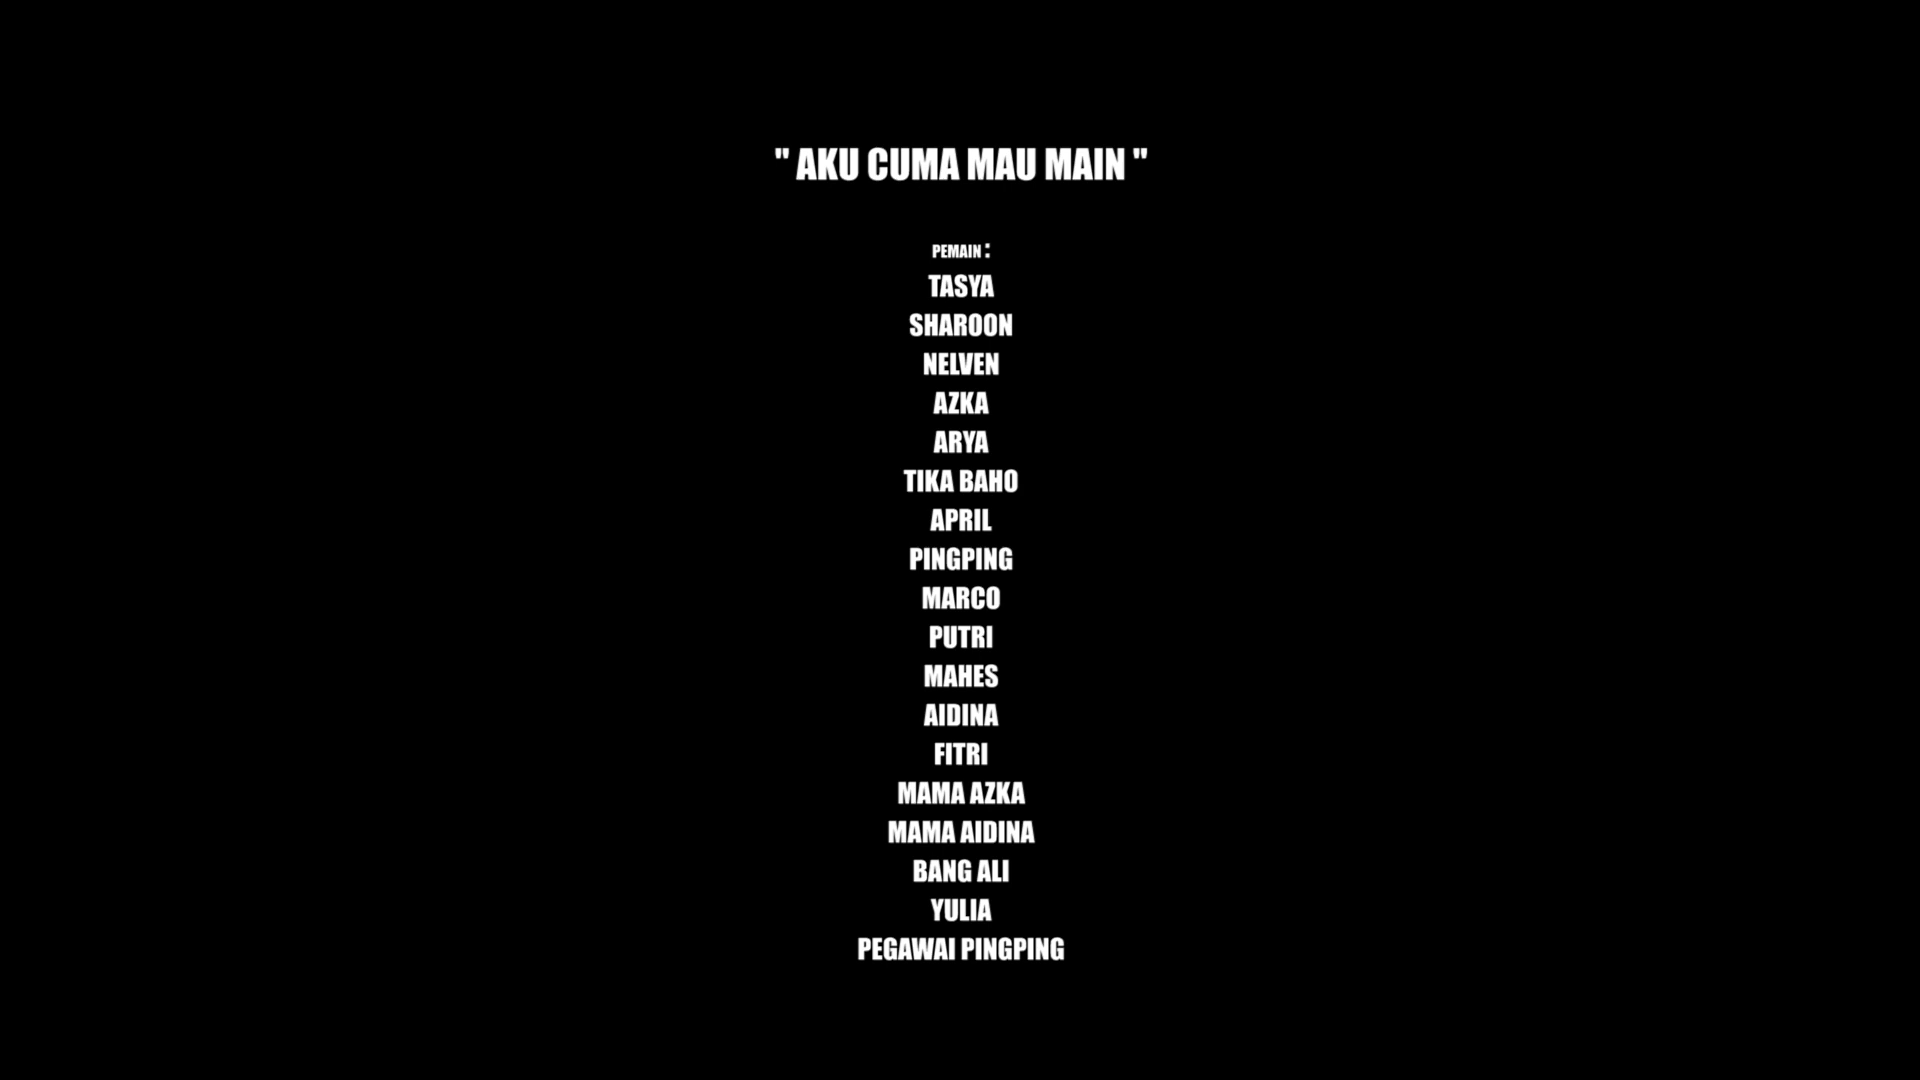 " AKU CUMA MAU MAIN "
PEMAIN :
TASYA
SHAROON
NELVEN
AZKA
ARYA
TIKA BAHO
APRIL
PINGPING
MARCO
PUTRI
MAHES
AIDINA
FITRI
MAMA AZKA
MAMA AIDINA
BANG ALI
YULIA
PEGAWAI PINGPING